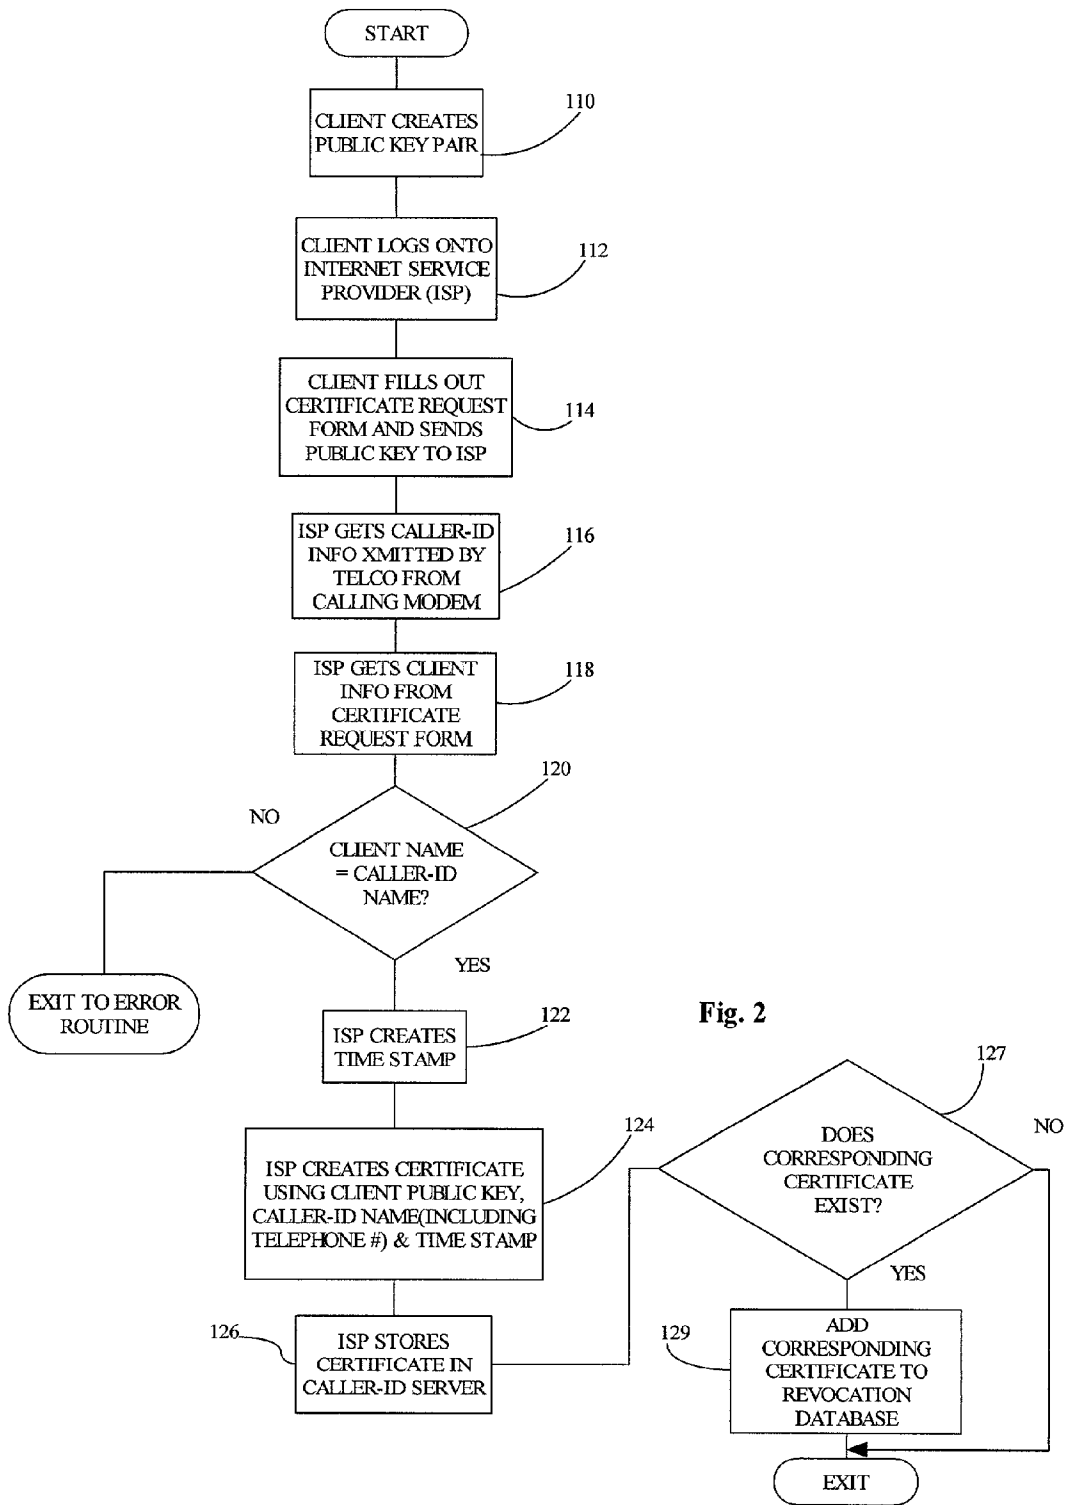 START
110
CLIENT CREATES
PUBLIC KEY PAIR
CLIENT LOGS ONTO
INTERNET SERVICE
PROVIDER (ISP)
112
CLIENT FILLS OUT
CERTIFICATE REQUEST
FORM AND SENDS
PUBLIC KEY TO ISP
114
ISP GETS CALLER-ID
INFO XMITTED BY
TELCO FROM
CALLING MODEM
116
ISP GETS CLIENT
INFO FROM
CERTIFICATE
REQUEST FORM
118
120
NO
CLIENT NAME
= CALLER-ID
NAME?
YES
EXIT TO ERROR
ROUTINE
ISP CREATES
TIME STAMP
122
Fig. 2
ISP CREATES CERTIFICATE
USING CLIENT PUBLIC KEY,
CALLER-ID NAME(INCLUDING
TELEPHONE #) & TIME STAMP
124
126
ISP STORES
CERTIFICATE IN
CALLER-ID SERVER
127
DOES
CORRESPONDING
CERTIFICATE
EXIST?
NO
YES
129
ADD
CORRESPONDING
CERTIFICATE TO
REVOCATION
DATABASE
EXIT